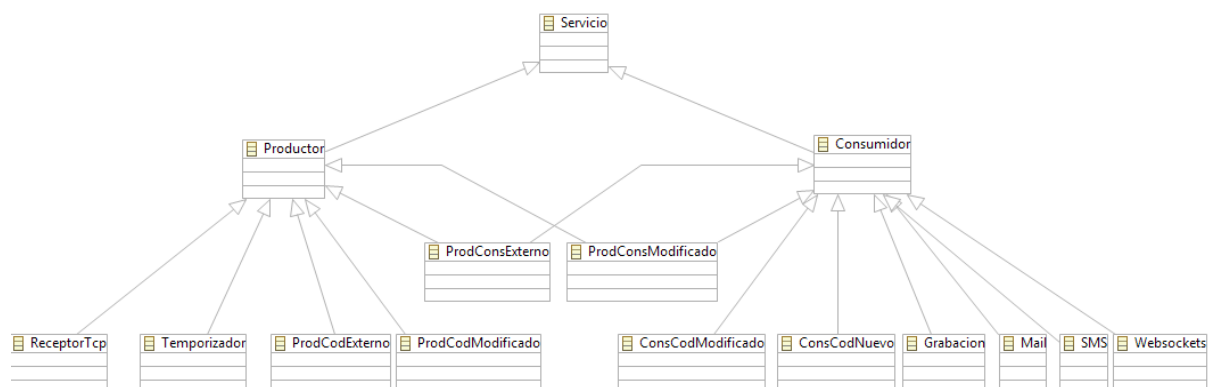 Servicio
Productor
Consumidor
ProdConsExterno
ProdConsModificado
ReceptorTcp
Temporizador
ProdCodExterno
ProdCodModificado
ConsCodModificado
ConsCodNuevo
Grabacion
Mail
SMS
Websockets